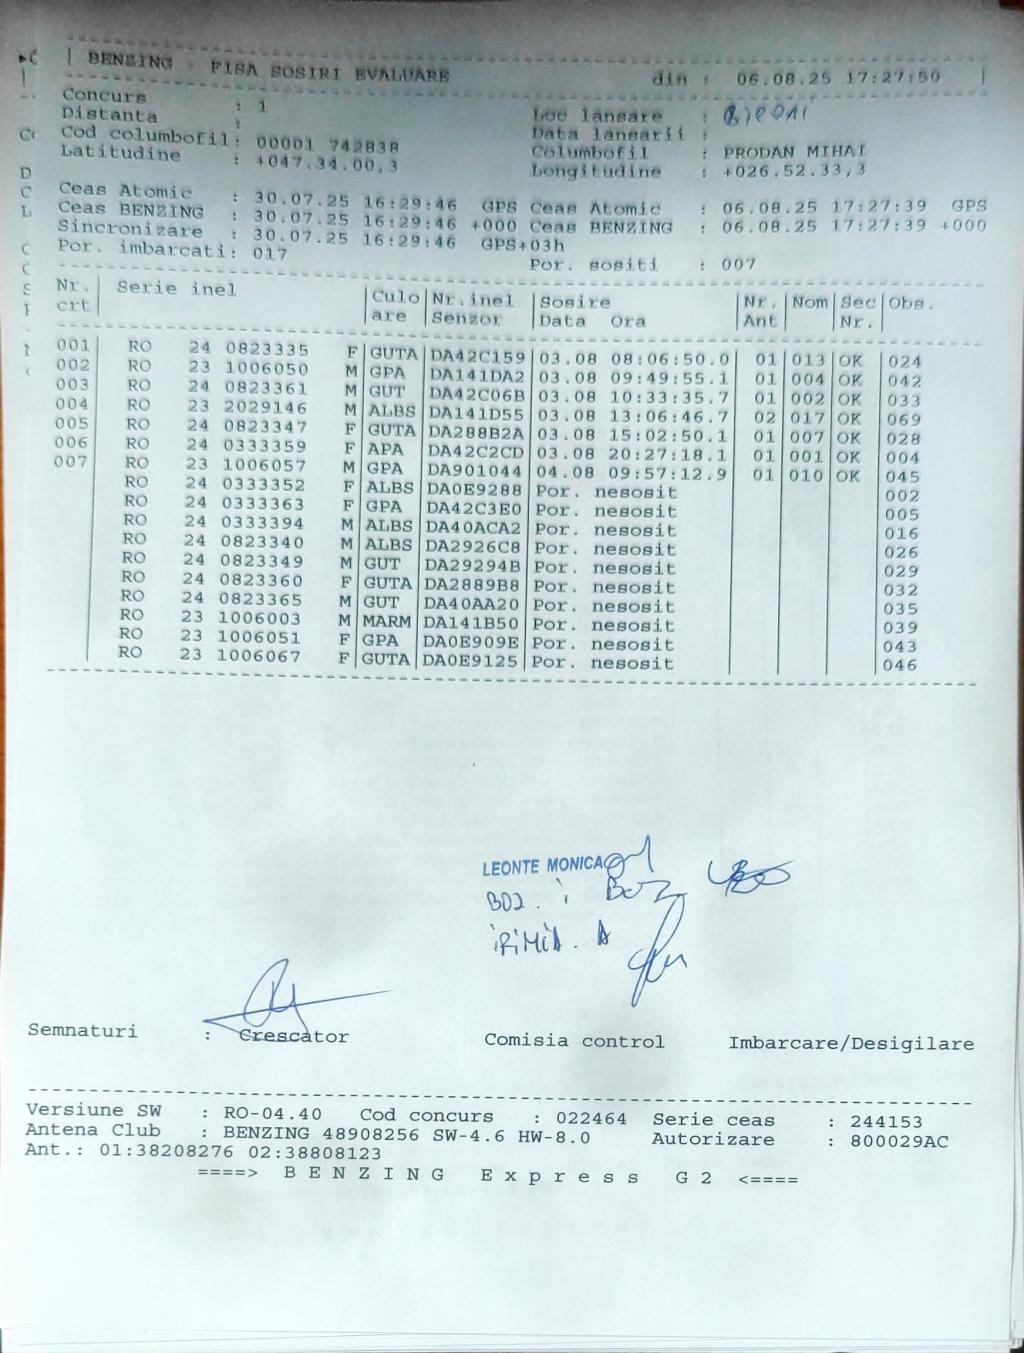 BENZING - FISA SOSIRI EVALUARE din : 06.08.25 17:27:50
Concurs : 1 Loc lansare :
Distanta : Data lansarii :
Cod columbofil: 00001 742838 Columbofil : PRODAN MIHAI
Latitudine : +047.34.00,3 Longitudine : +026.52.33,3
Ceas Atomic : 30.07.25 16:29:46 GPS Ceas Atomic : 06.08.25 17:27:39 GPS
Ceas BENZING : 30.07.25 16:29:46 +000 Ceas BENZING : 06.08.25 17:27:39 +000
Sincronizare : 30.07.25 16:29:46 GPS+03h
Por. imbarcati: 017 Por. sositi : 007
Nr. Serie inel Culo Nr.inel Sosire Nr. Nom Sec Obs.
crt are Senzor Data Ora Ant Nr.
001 RO 24 0823335 F GUTA DA42C159 03.08 08:06:50.0 01 013 OK 024
002 RO 23 1006050 M GPA DA141DA2 03.08 09:49:55.1 01 004 OK 042
003 RO 24 0823361 M GUT DA42C06B 03.08 10:33:35.7 01 002 OK 033
004 RO 23 2029146 M ALBS DA141D55 03.08 13:06:46.7 02 017 OK 069
005 RO 24 0823347 F GUTA DA288B2A 03.08 15:02:50.1 01 007 OK 028
006 RO 24 0333359 F APA DA42C2CD 03.08 20:27:18.1 01 001 OK 004
007 RO 23 1006057 M GPA DA901044 04.08 09:57:12.9 01 010 OK 045
RO 24 0333352 F ALBS DA0E9288 Por. nesosit 002
RO 24 0333363 F GPA DA42C3E0 Por. nesosit 005
RO 24 0333394 M ALBS DA40ACA2 Por. nesosit 016
RO 24 0823340 M ALBS DA2926C8 Por. nesosit 026
RO 24 0823349 M GUT DA29294B Por. nesosit 029
RO 24 0823360 F GUTA DA2889B8 Por. nesosit 032
RO 24 0823365 M GUT DA40AA20 Por. nesosit 035
RO 23 1006003 M MARM DA141B50 Por. nesosit 039
RO 23 1006051 F GPA DA0E909E Por. nesosit 043
RO 23 1006067 F GUTA DA0E9125 Por. nesosit 046
LEONTE MONICA
IRIMIA. A
Semnaturi : Crescator Comisia control Imbarcare/Desigilare
Versiune SW : RO-04.40 Cod concurs : 022464 Serie ceas : 244153
Antena Club : BENZING 48908256 SW-4.6 HW-8.0 Autorizare : 800029AC
Ant.: 01:38208276 02:38808123
====> B E N Z I N G E x p r e s s G 2 <====